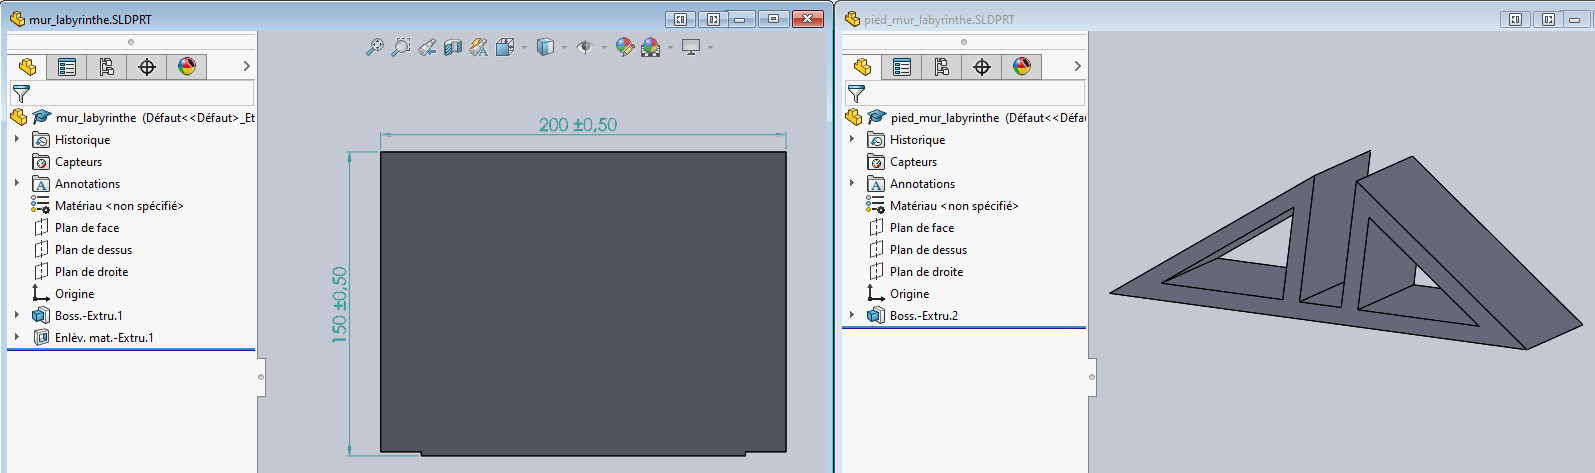 mur_labyrinthe.SLDPRT
mur_labyrinthe (Défaut<<Défaut>_Et
Historique
Capteurs
Annotations
Matériau <non spécifié>
Plan de face
Plan de dessus
Plan de droite
Origine
Boss.-Extru.1
Enlèv. mat.-Extru.1
200 ±0,50
150 ±0,50
pied_mur_labyrinthe.SLDPRT
pied_mur_labyrinthe (Défaut<<Défa
Historique
Capteurs
Annotations
Matériau <non spécifié>
Plan de face
Plan de dessus
Plan de droite
Origine
Boss.-Extru.2